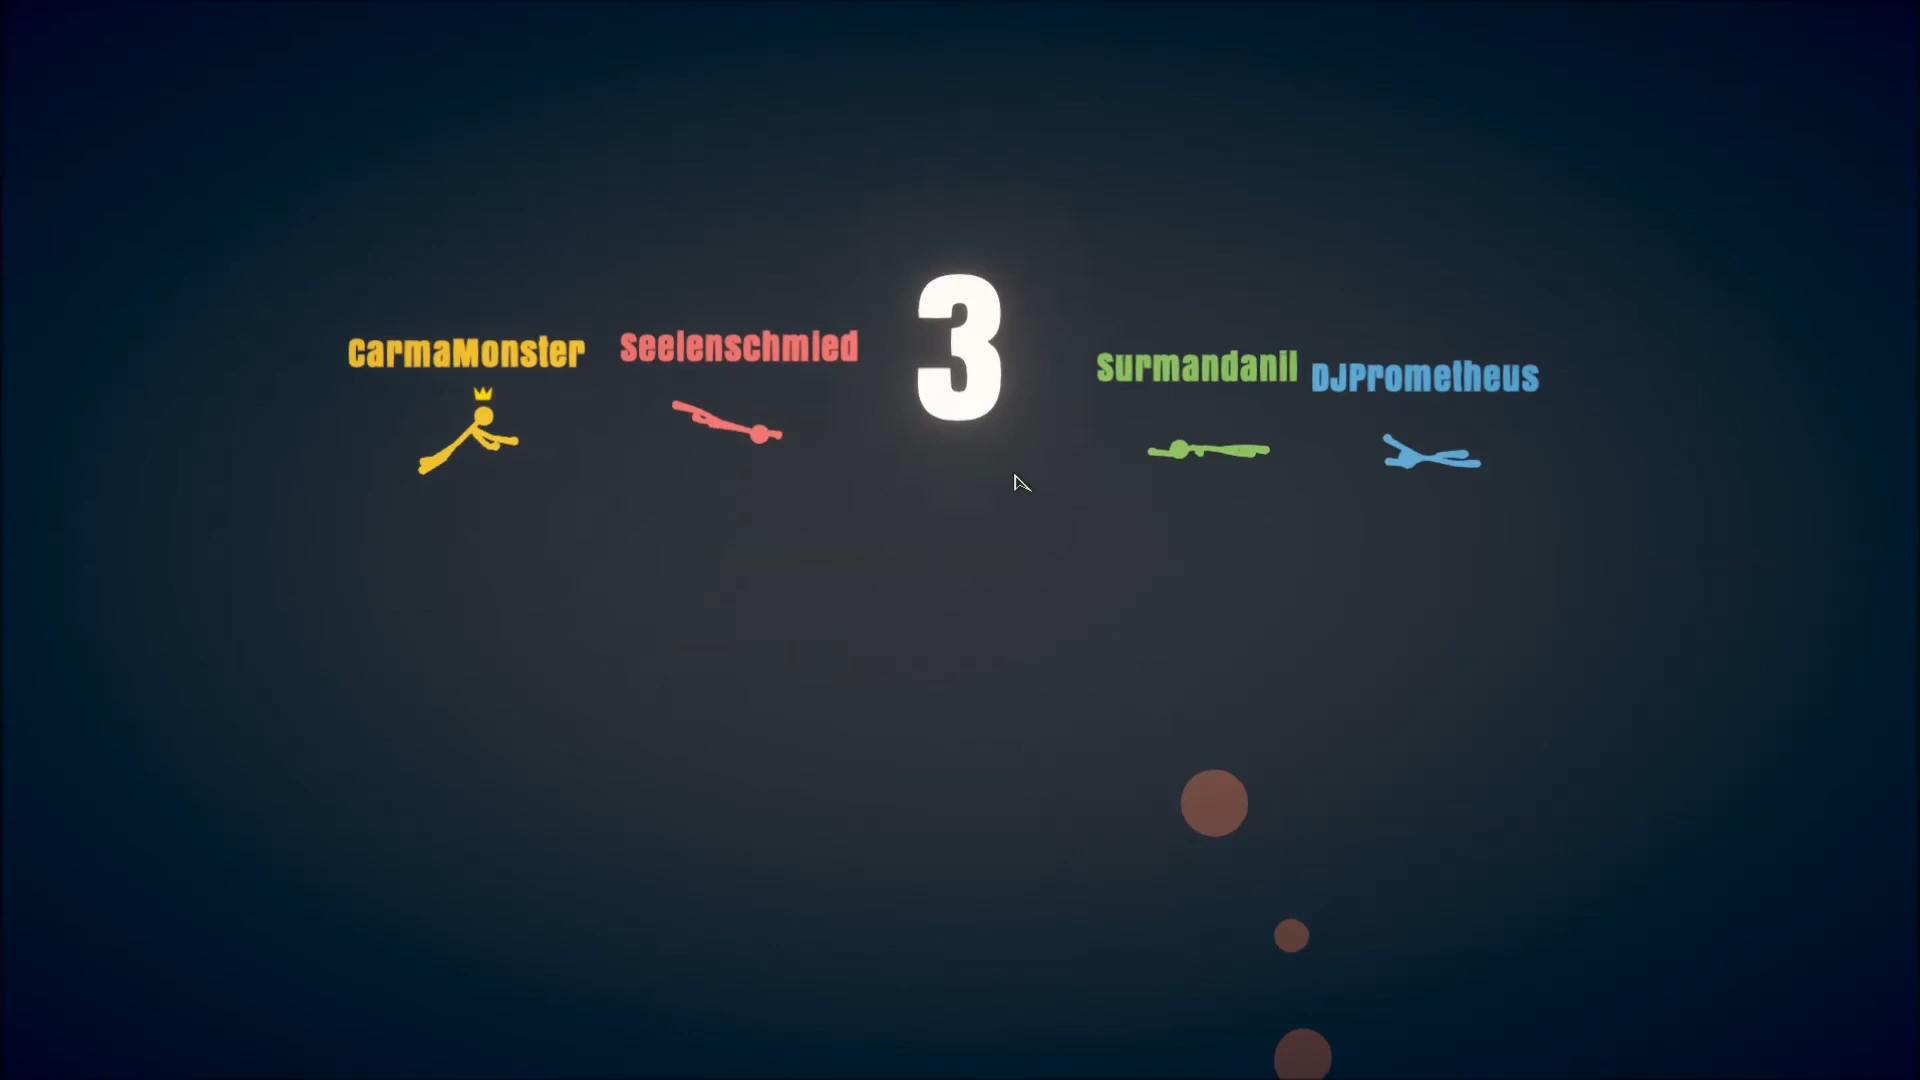 CarmaMonster
Seelenschmied
3
Surmandanil
DJPrometheus